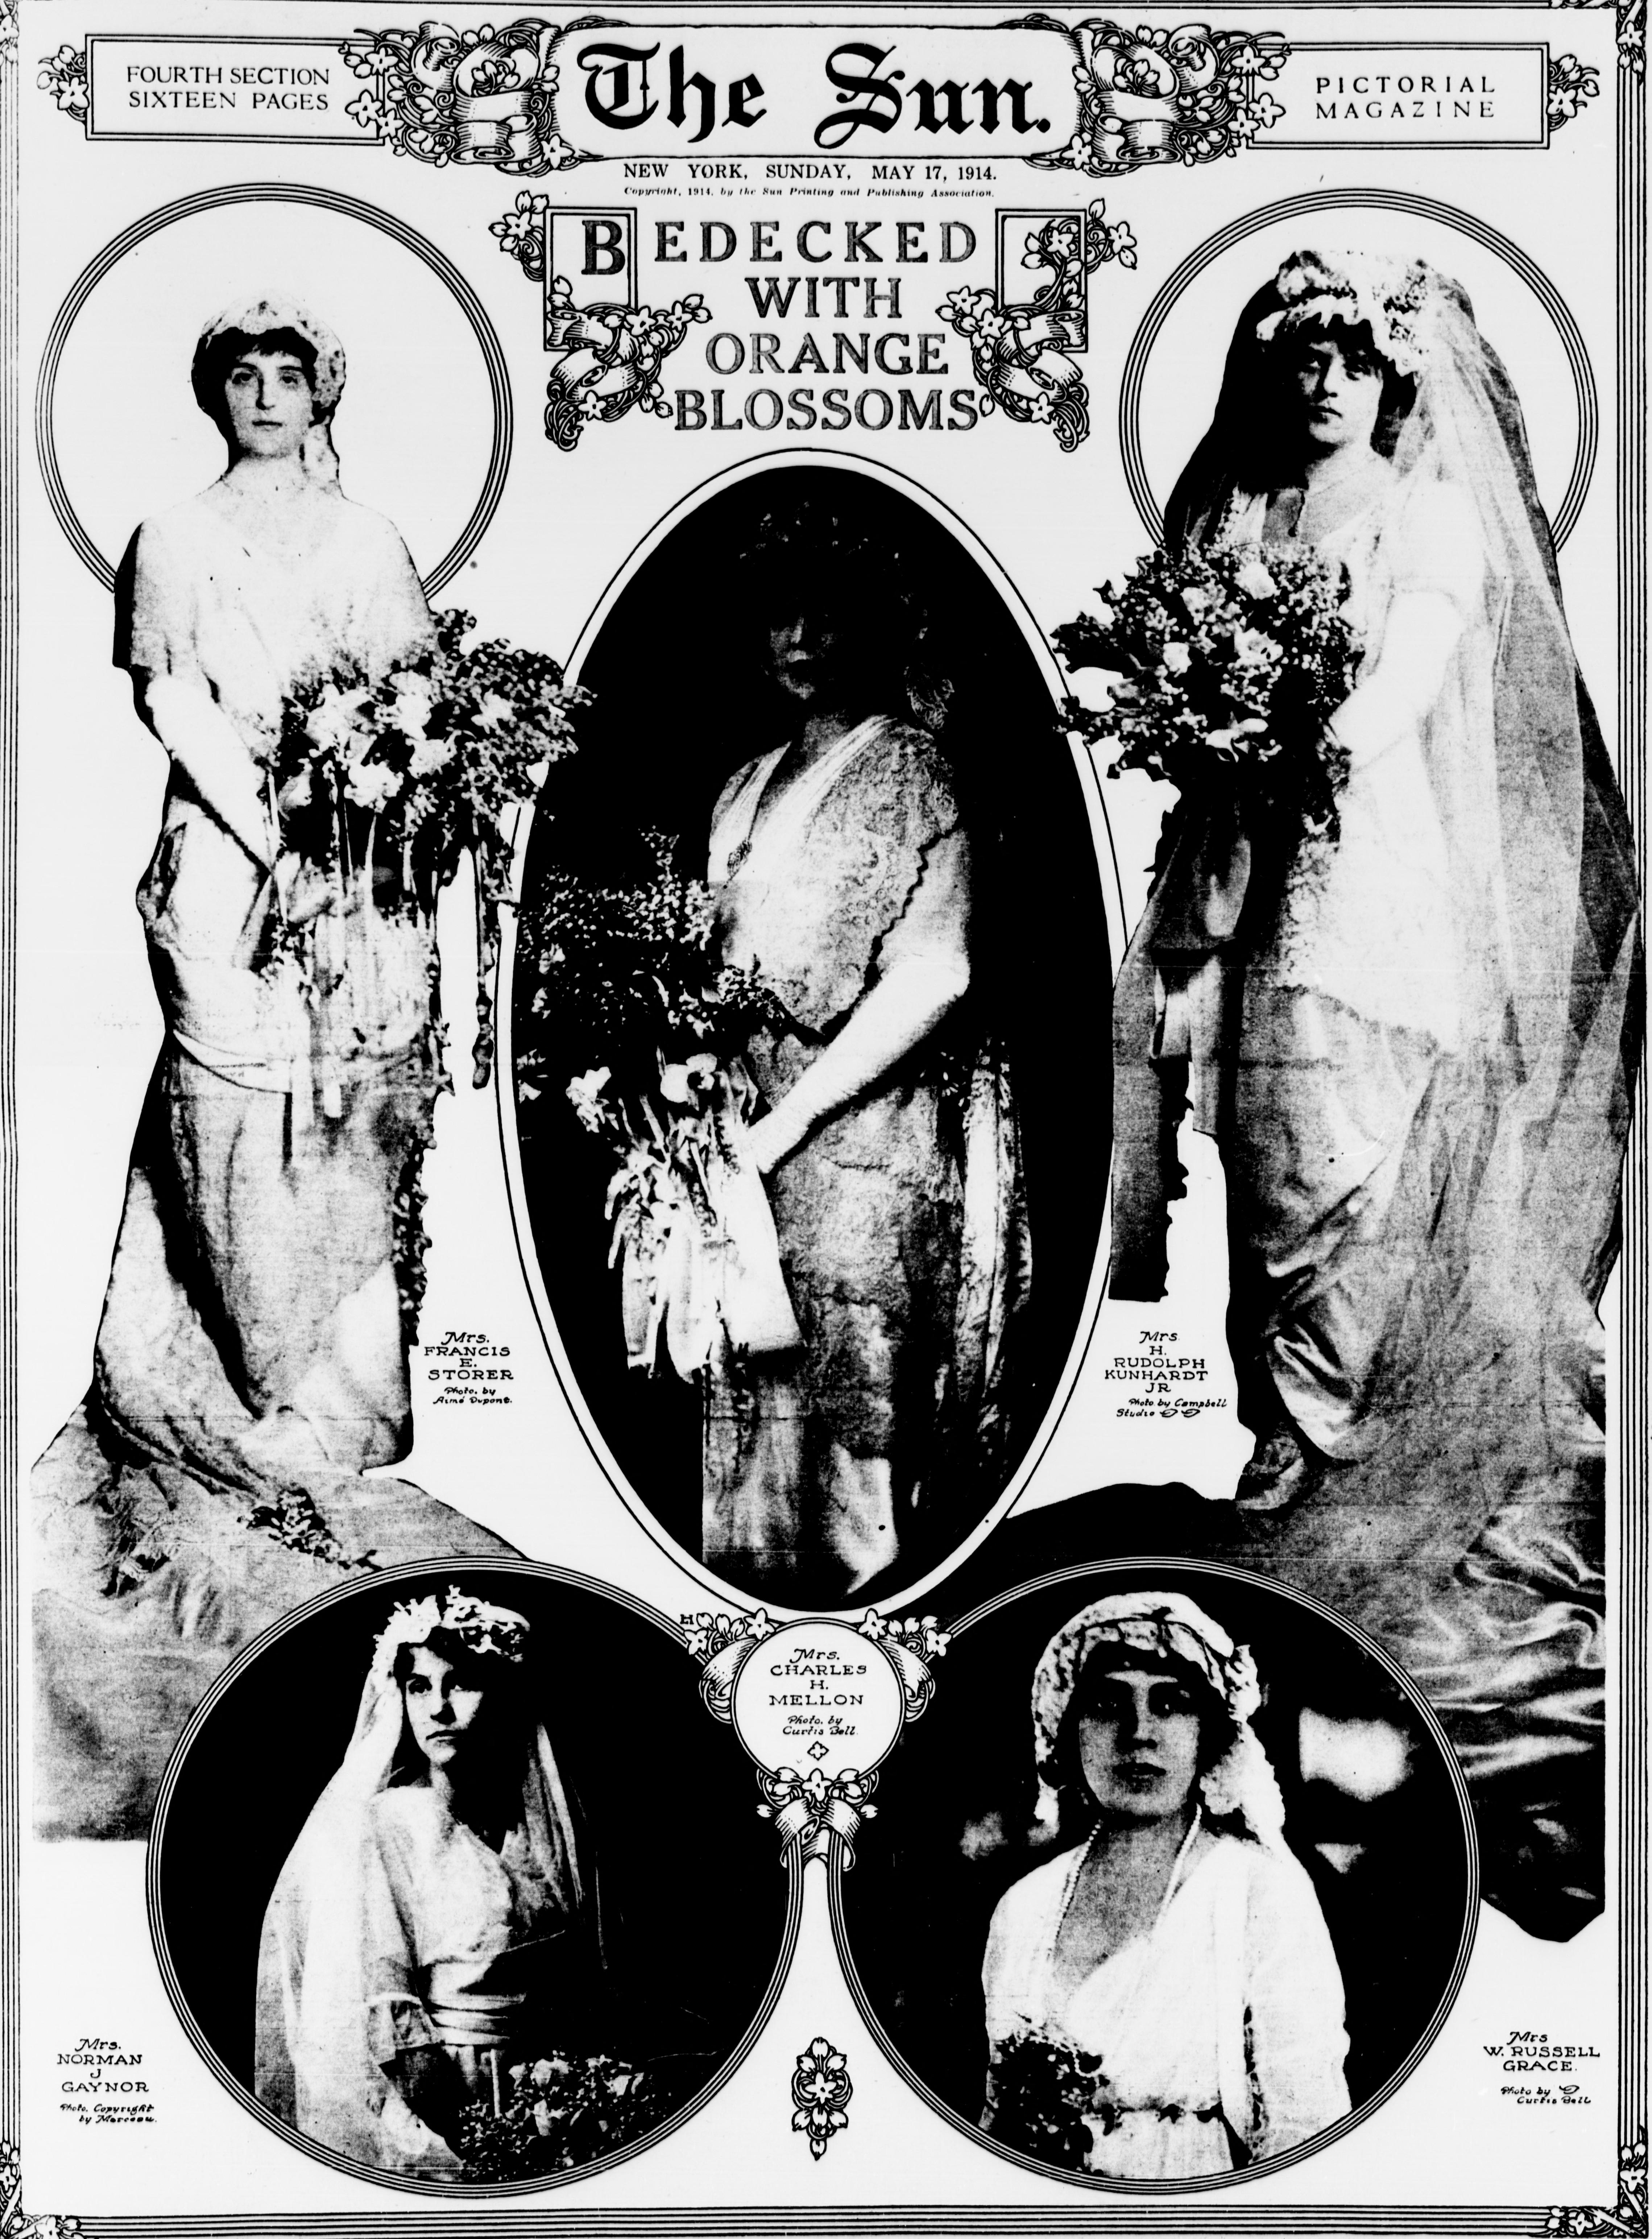 FOURTH SECTION
SIXTEEN PAGES
The Sun.
PICTORIAL
MAGAZINE
NEW YORK, SUNDAY, MAY 17, 1914.
Copyright, 1914, by the Sun Printing and Publishing Association.
BEDECKED
WITH
ORANGE
BLOSSOMS
Mrs.
FRANCIS
E.
STORER
Photo. by
Aimé Dupont.
Mrs
H.
RUDOLPH
KUNHARDT
JR
Photo by Campbell
Studio
Mrs.
CHARLES
H.
MELLON
Photo. by
Curtis Bell
Mrs.
NORMAN
J
GAYNOR
Photo. Copyright
by Marceau.
Mrs
W. RUSSELL
GRACE.
Photo by
Curtis Bell